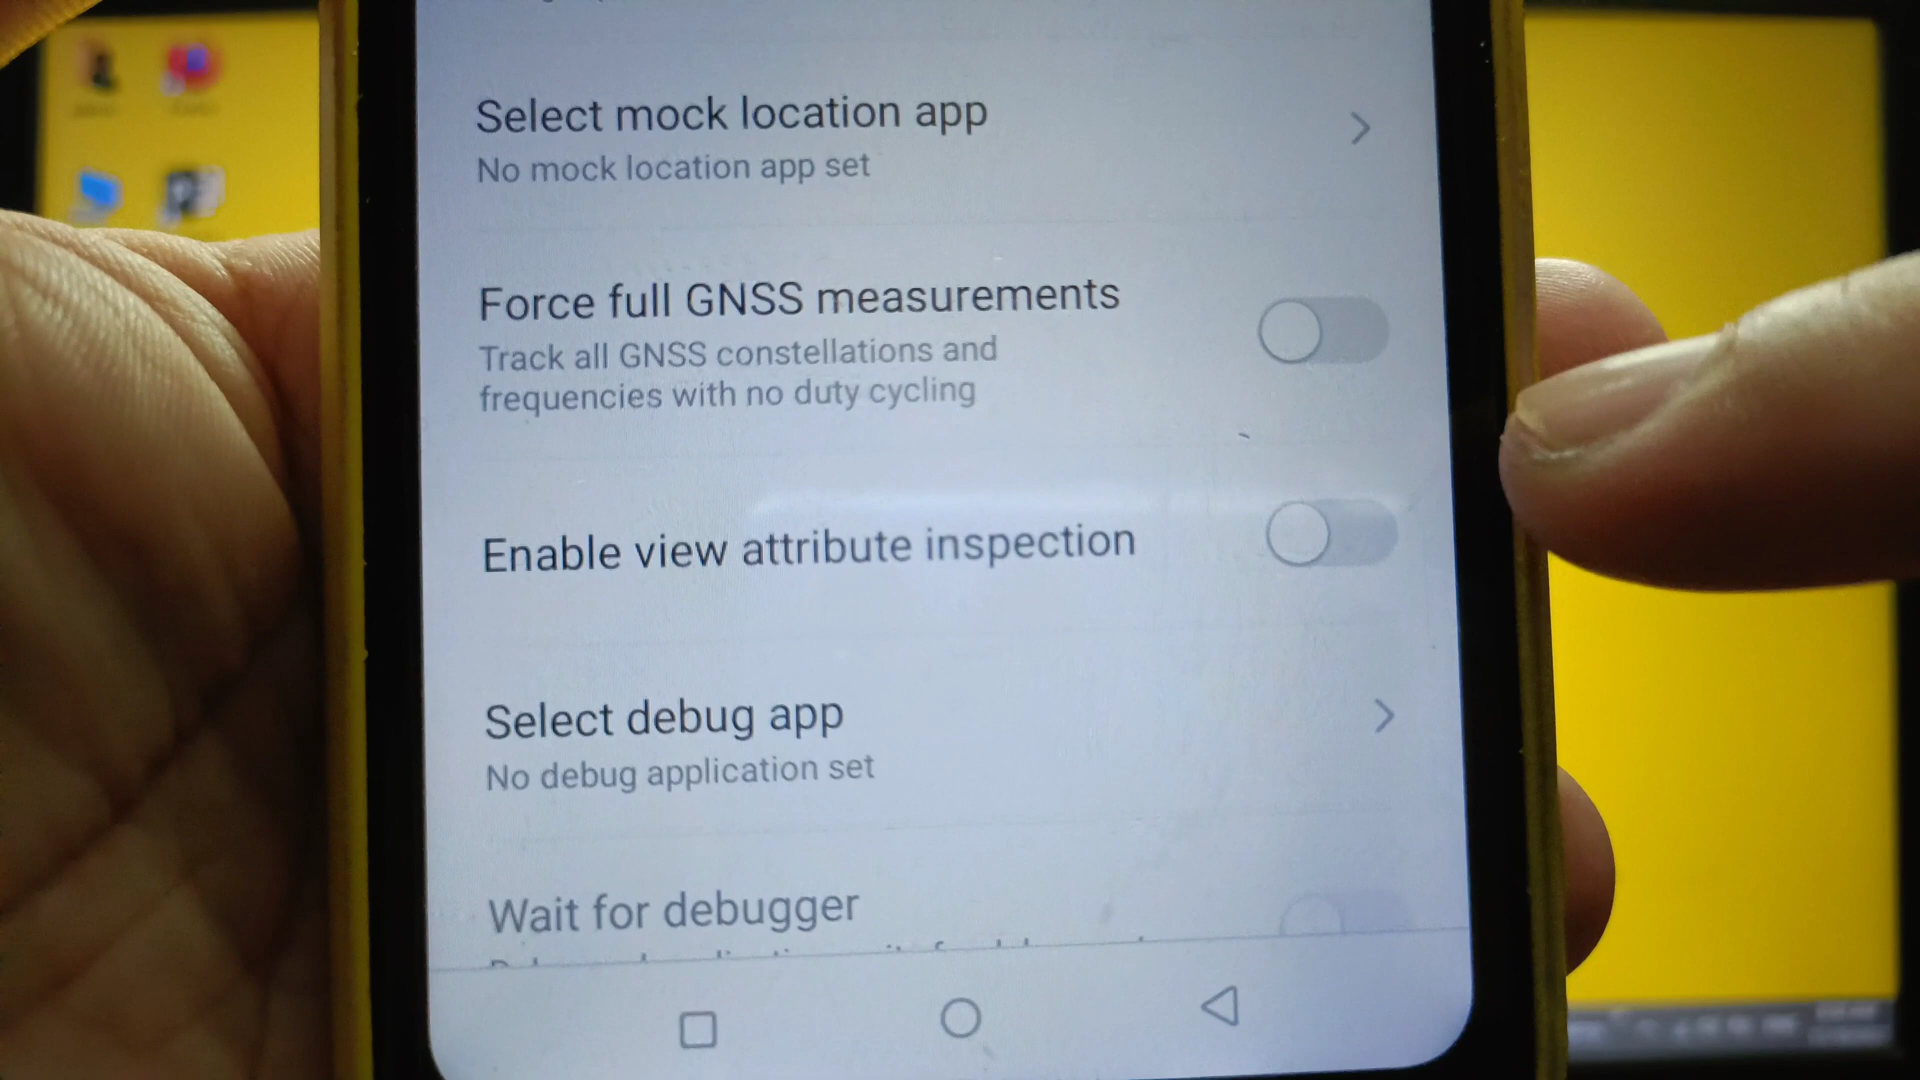 Select mock location app
No mock location app set
Force full GNSS measurements
Track all GNSS constellations and
frequencies with no duty cycling
Enable view attribute inspection
Select debug app
No debug application set
Wait for debugger